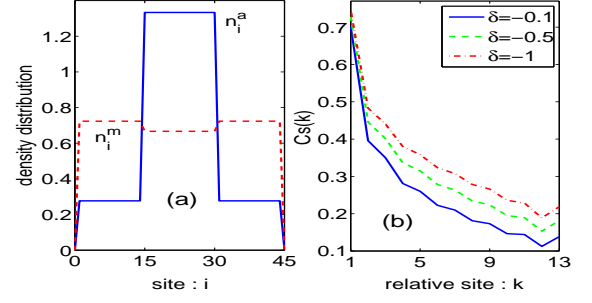 density distribution
1.2
1
0.8
0.6
0.4
0.2
0
n_i^a
n_i^m
(a)
0 15 30 45
site : i
Cs(k)
0.7
0.6
0.5
0.4
0.3
0.2
0.1
δ=−0.1
δ=−0.5
δ=−1
(b)
1 5 9 13
relative site : k